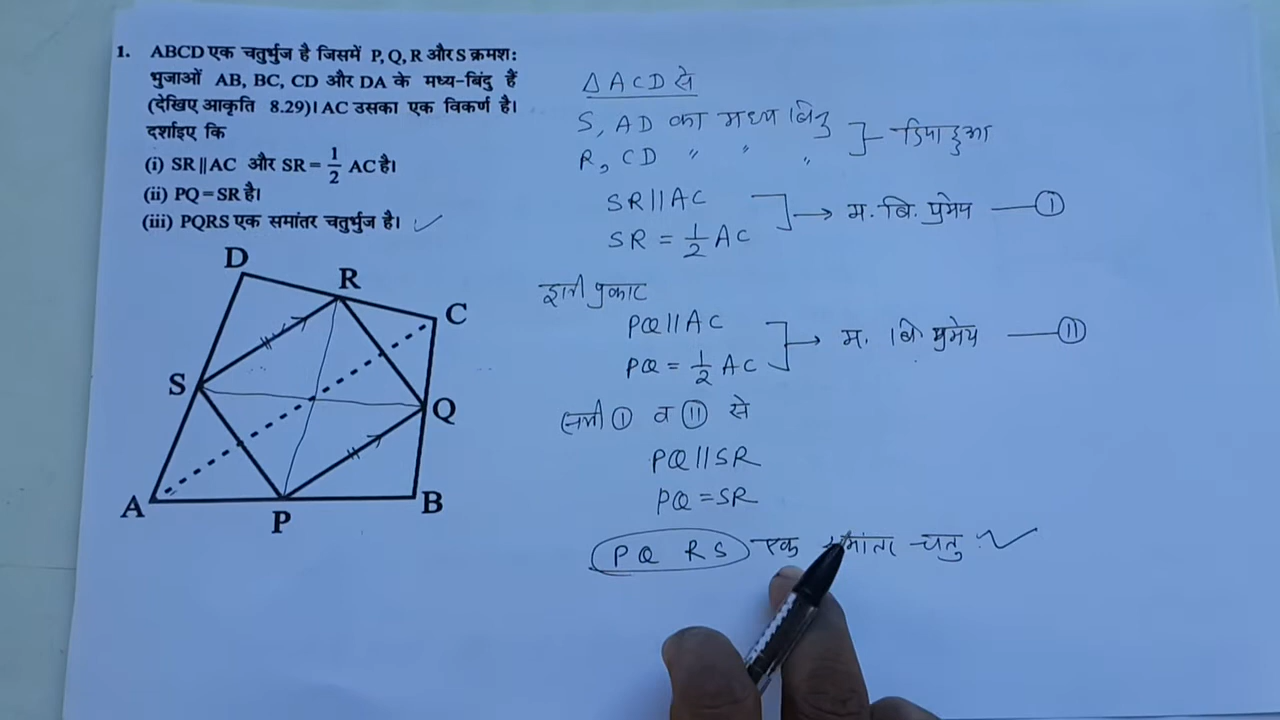 1. ABCD एक चतुर्भुज है जिसमें P, Q, R और S क्रमश:
भुजाओं AB, BC, CD और DA के मध्य-बिंदु हैं
(देखिए आकृति 8.29)। AC उसका एक विकर्ण है।
दर्शाइए कि
(i) SR || AC और SR = 1/2 AC है।
(ii) PQ = SR है।
(iii) PQRS एक समांतर चतुर्भुज है।
D
R
C
S
Q
A
P
B
Δ ACD से
S, AD का मध्य बिन्दु
R, CD " " "
दिया हुआ
SR || AC
SR = 1/2 AC
म. बि. प्रमेय — I
इसी प्रकार
PQ || AC
PQ = 1/2 AC
म. बि. प्रमेय — II
समी I व II से
PQ || SR
PQ = SR
PQ RS एक समांतर चतु.